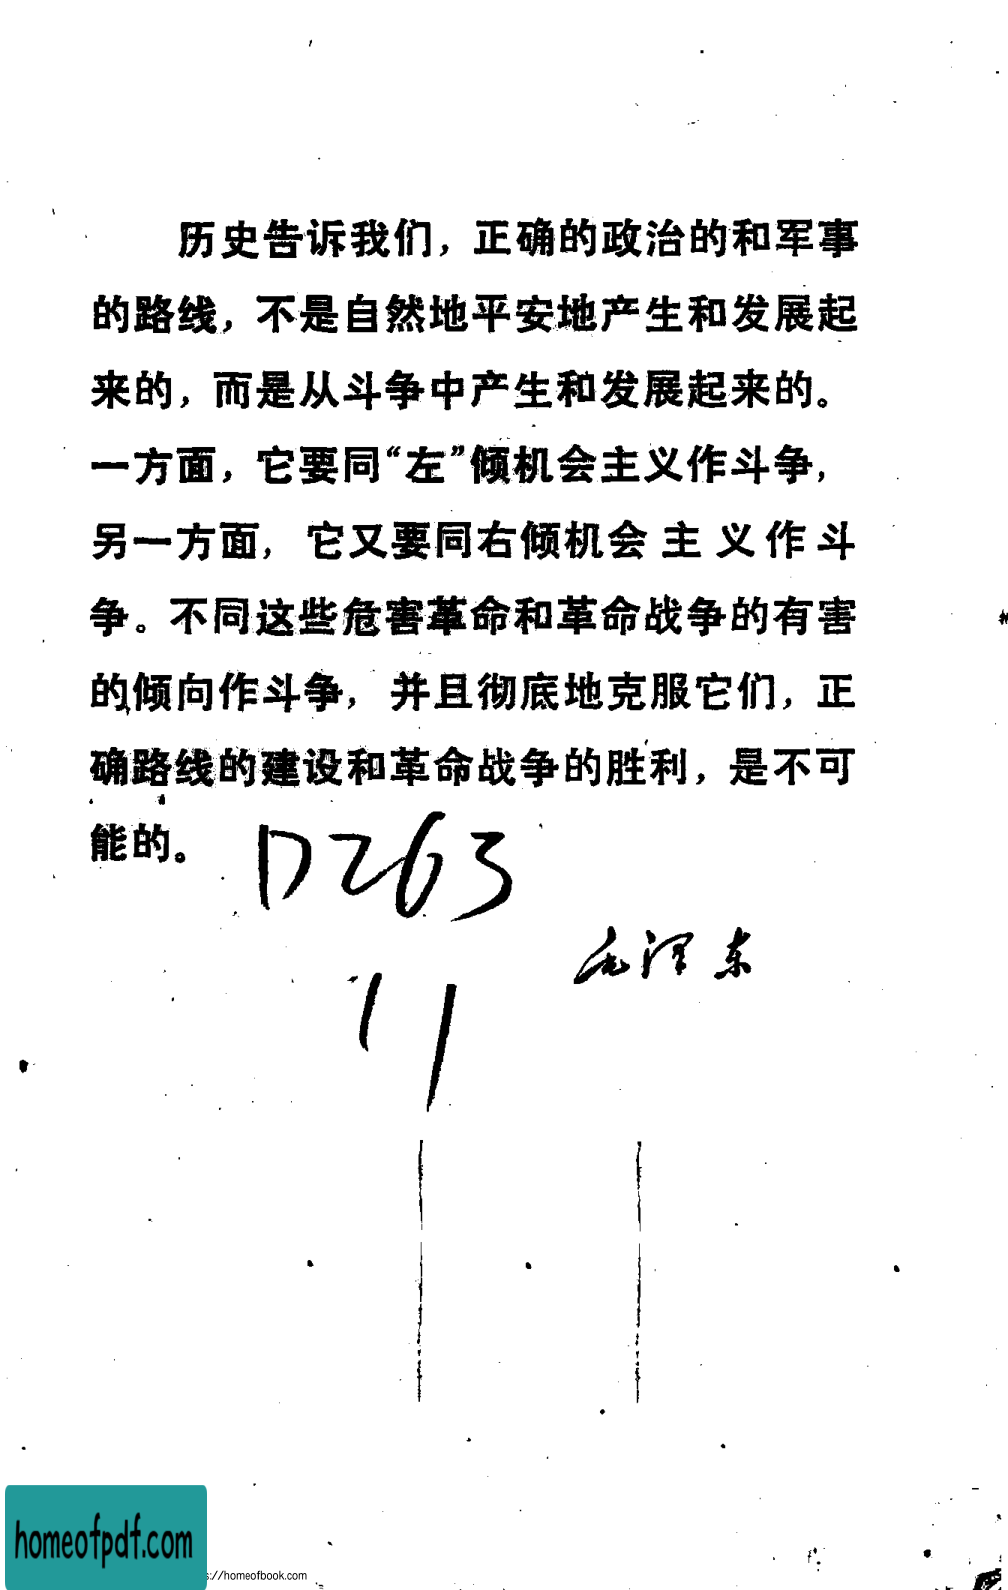 历史告诉我们，正确的政治的和军事
的路线，不是自然地平安地产生和发展起
来的，而是从斗争中产生和发展起来的。
一方面，它要同“左”倾机会主义作斗争，
另一方面，它又要同右倾机会主义作斗
争。不同这些危害革命和革命战争的有害
的倾向作斗争，并且彻底地克服它们，正
确路线的建设和革命战争的胜利，是不可
能的。
D263
11
毛泽东
homeofpdf.com
s://homeofbook.com